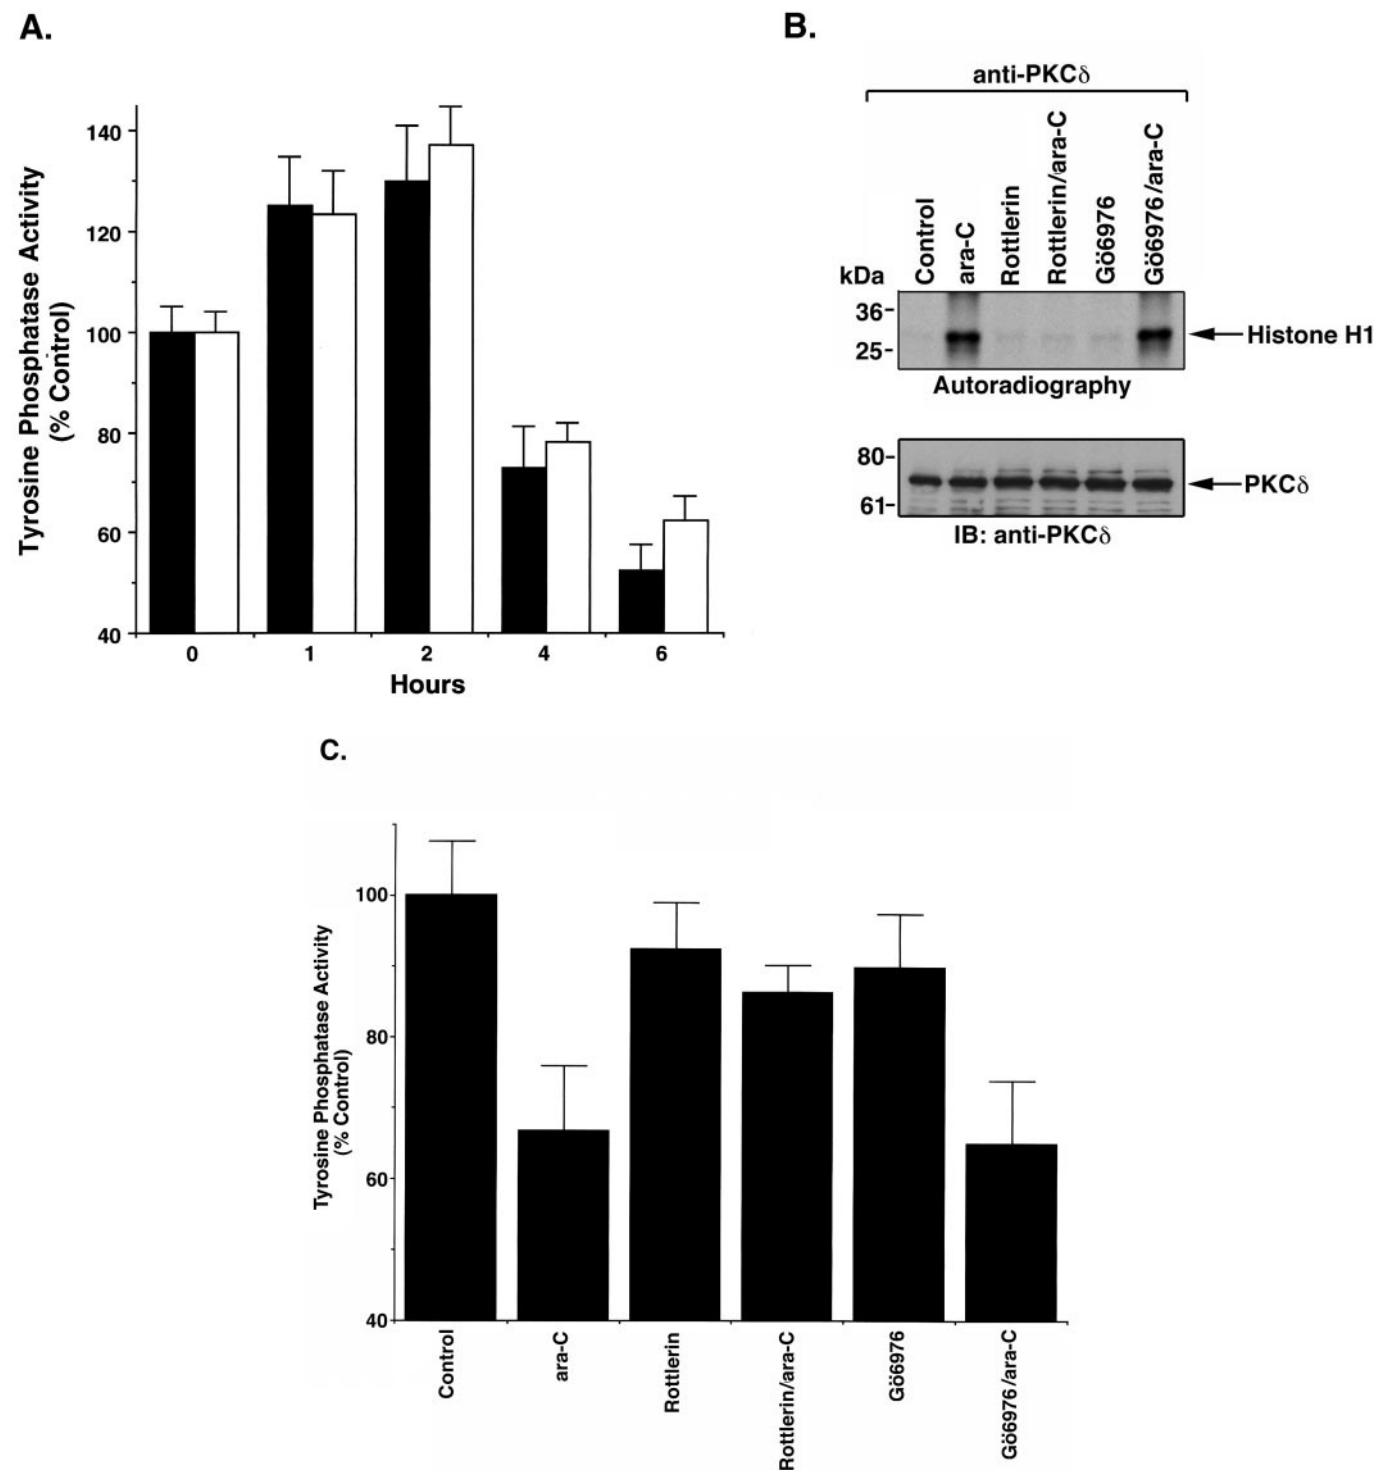 A.
Tyrosine Phosphatase Activity
(% Control)
140
120
100
80
60
40
0
1
2
4
6
Hours
B.
anti-PKCδ
Control
ara-C
Rottlerin
Rottlerin/ara-C
Gö6976
Gö6976/ara-C
kDa
36-
25-
Histone H1
Autoradiography
80-
61-
PKCδ
IB: anti-PKCδ
C.
Tyrosine Phosphatase Activity
(% Control)
100
80
60
40
Control
ara-C
Rottlerin
Rottlerin/ara-C
Gö6976
Gö6976/ara-C